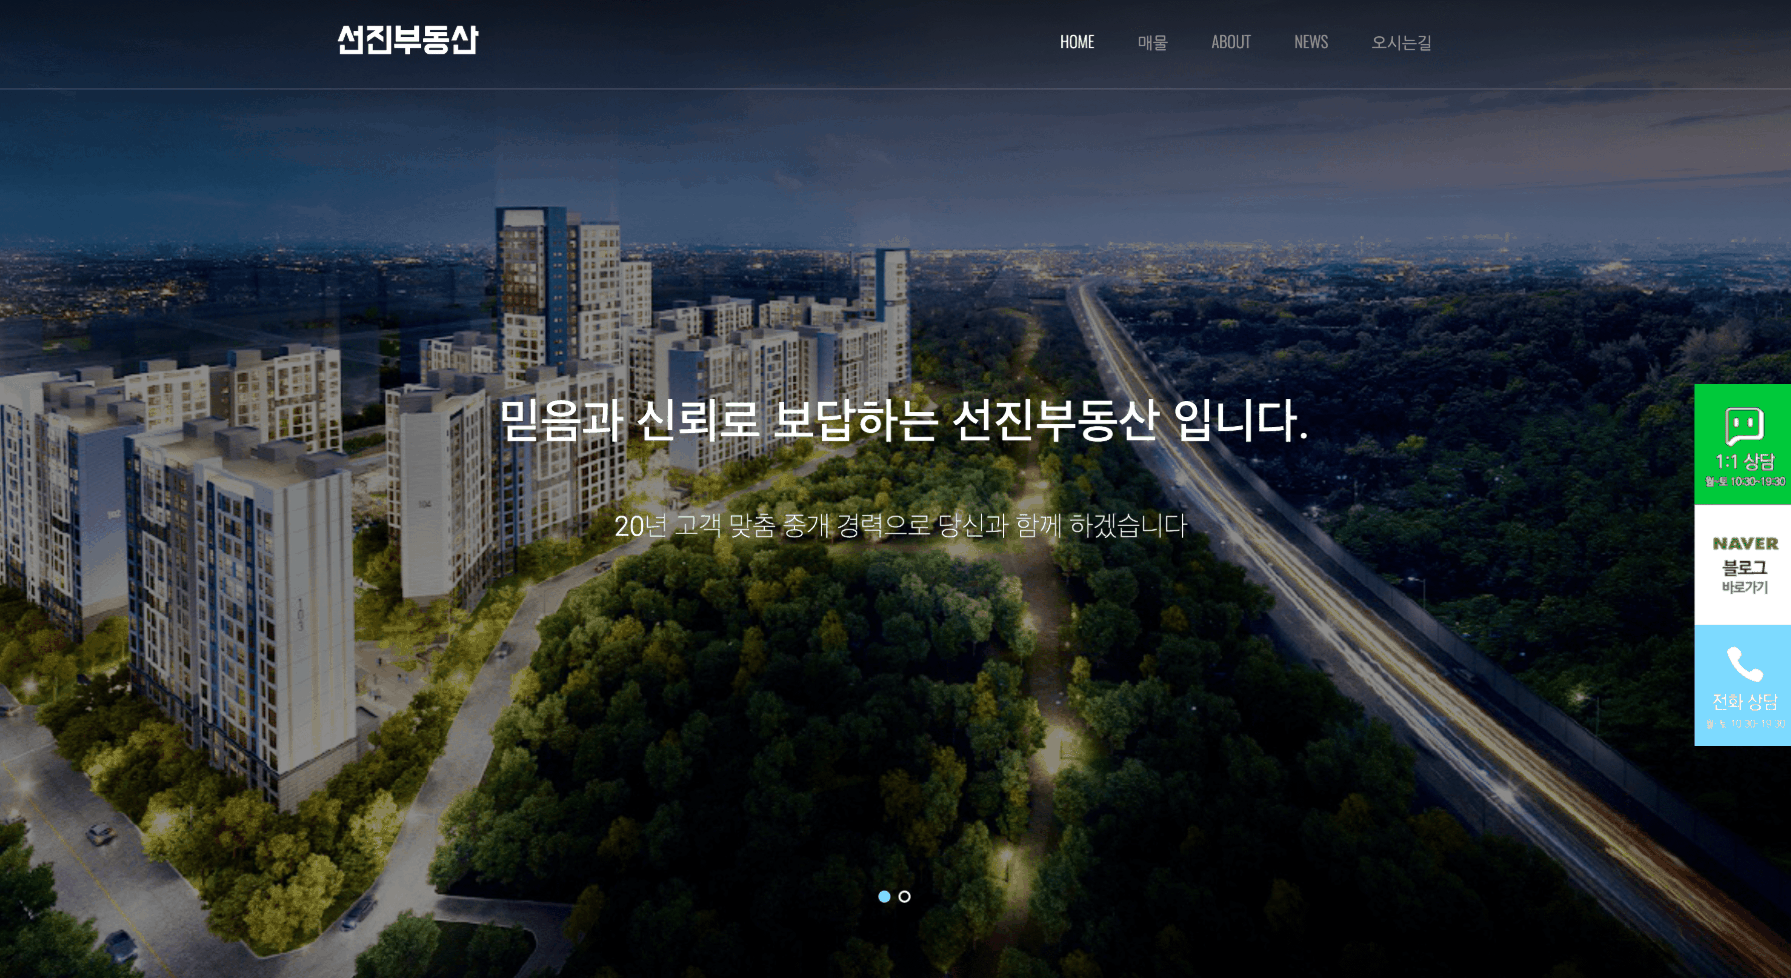 선진부동산
HOME 매물 ABOUT NEWS 오시는길
믿음과 신뢰로 보답하는 선진부동산 입니다.
20년 고객 맞춤 중개 경력으로 당신과 함께 하겠습니다
1:1 상담
월~토 10:30~19:30
NAVER
블로그
바로가기
전화 상담
월~토 10:30~19:30
104
103